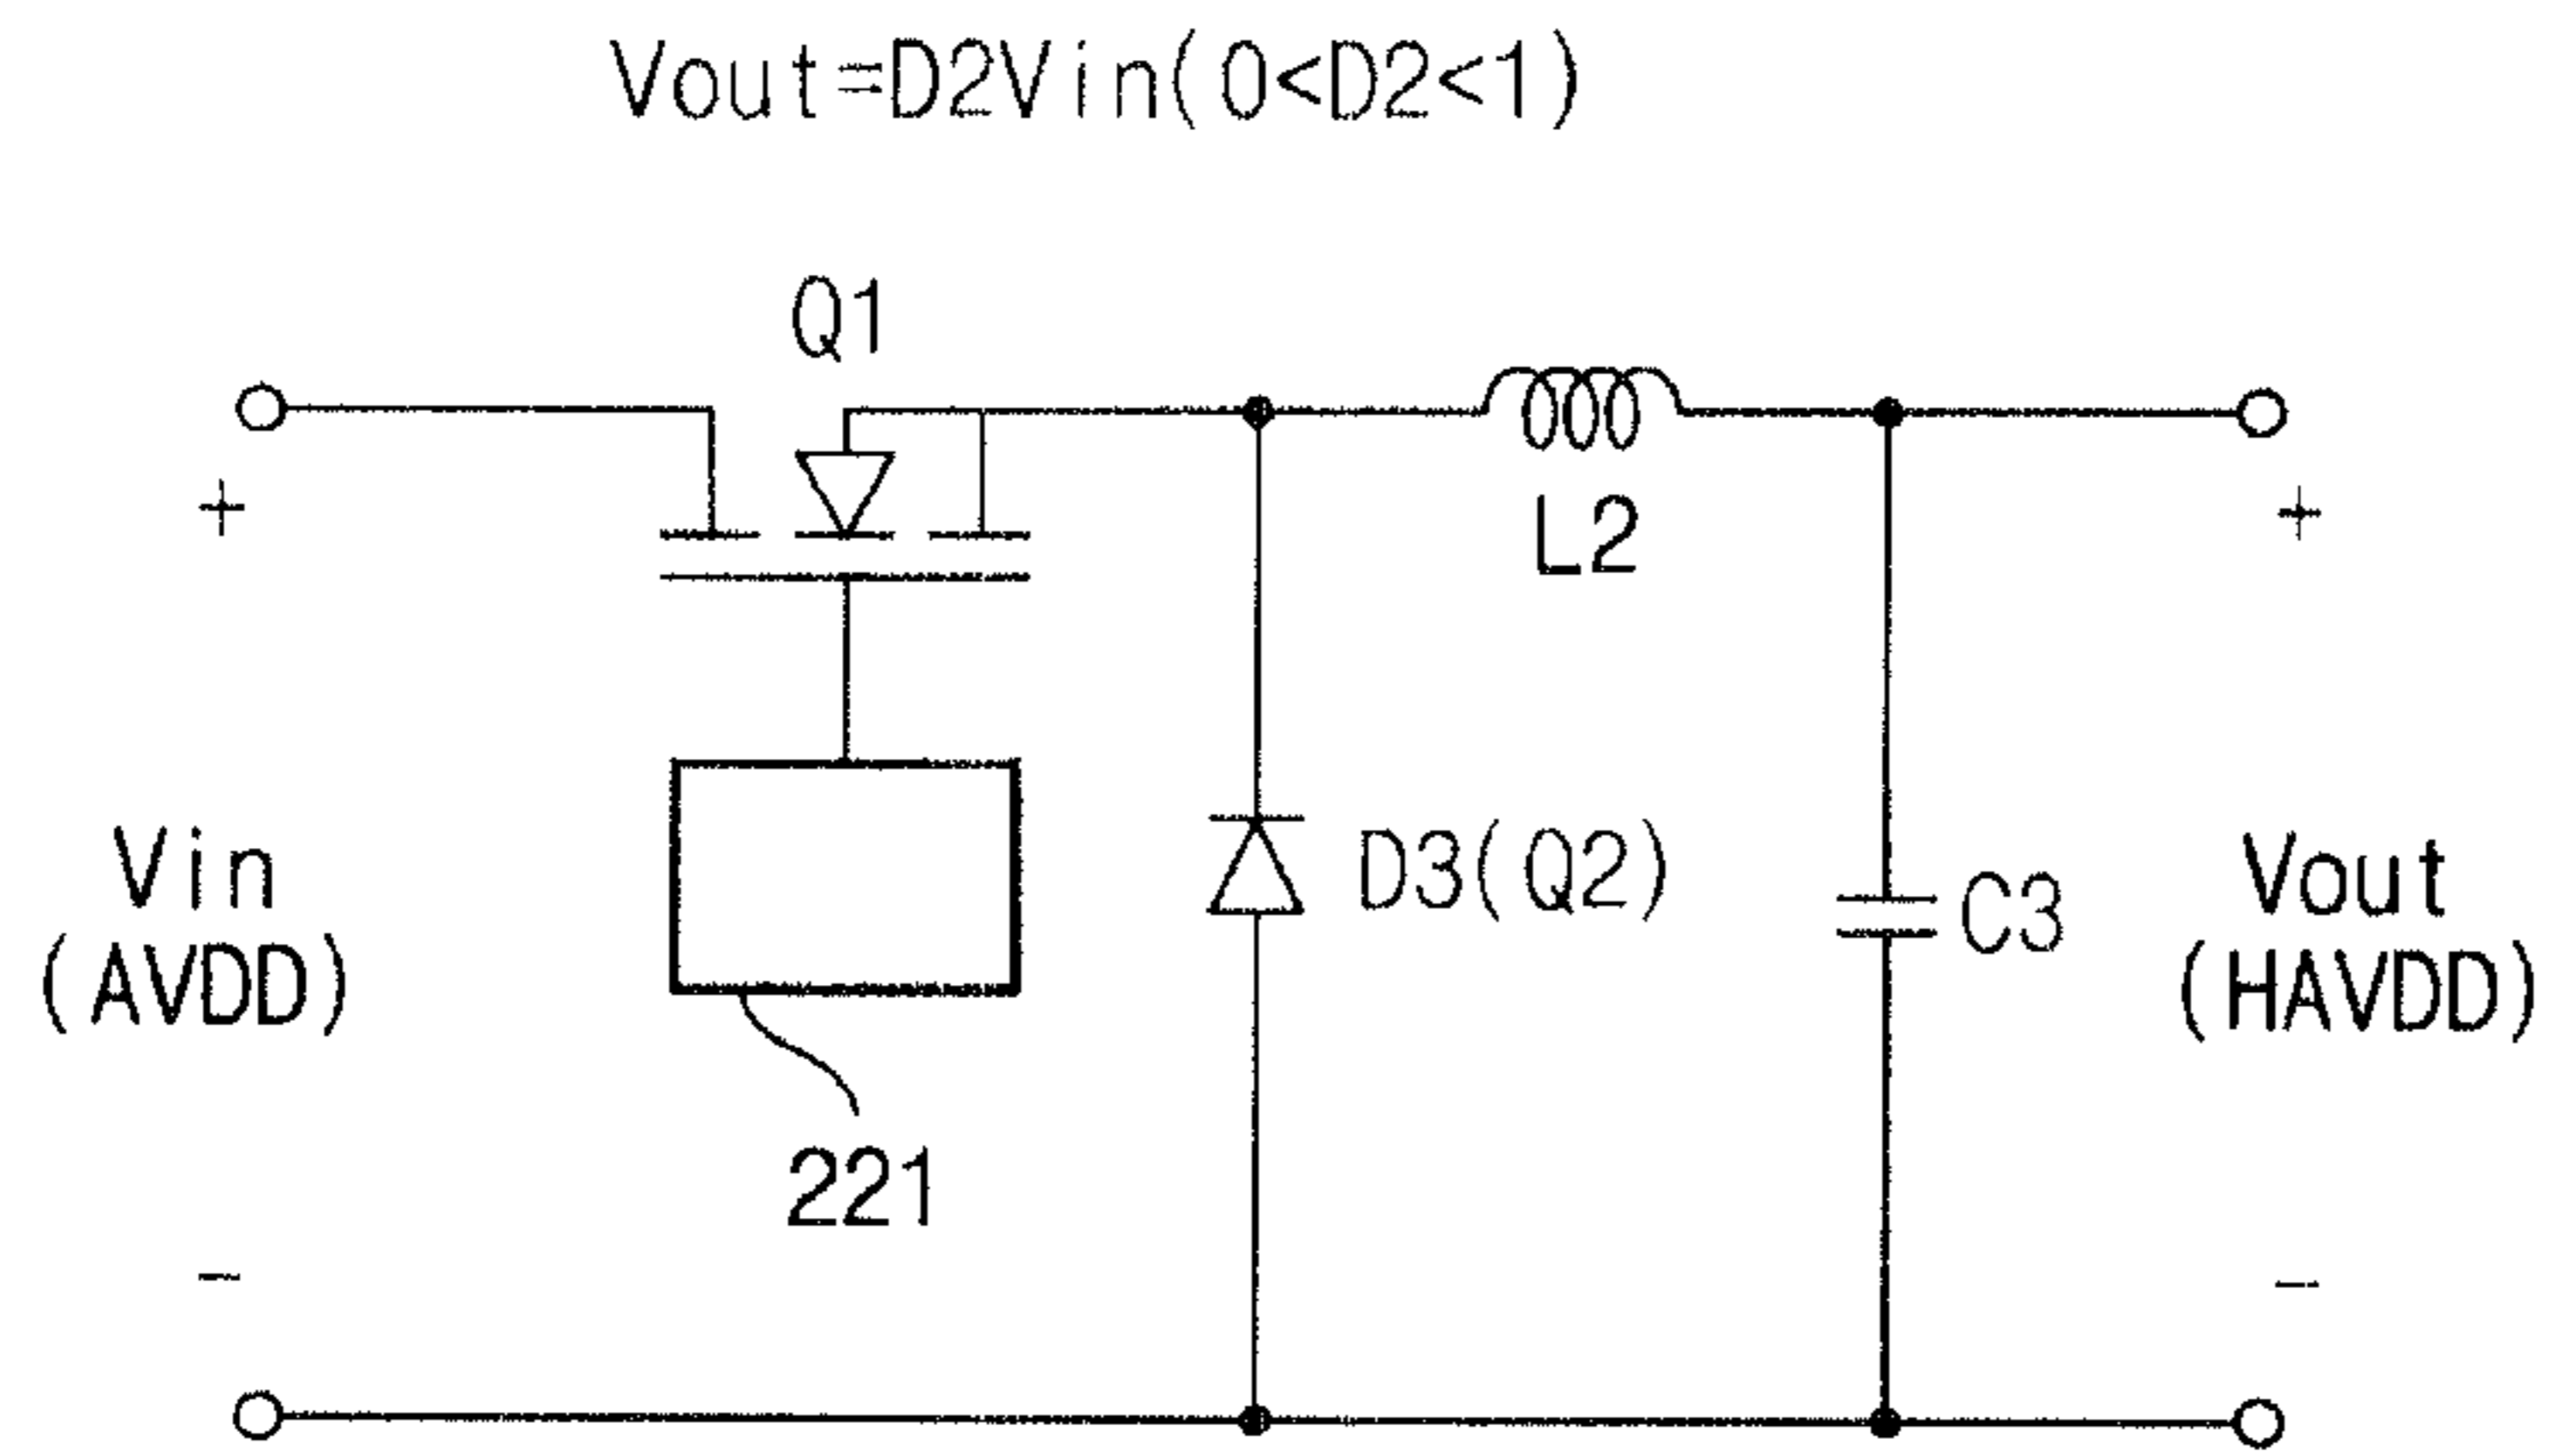 Vout=D2Vin(0<D2<1)
Q1
+
+
L2
Vin
(AVDD)
D3(Q2)
C3
Vout
(HAVDD)
221
−
−